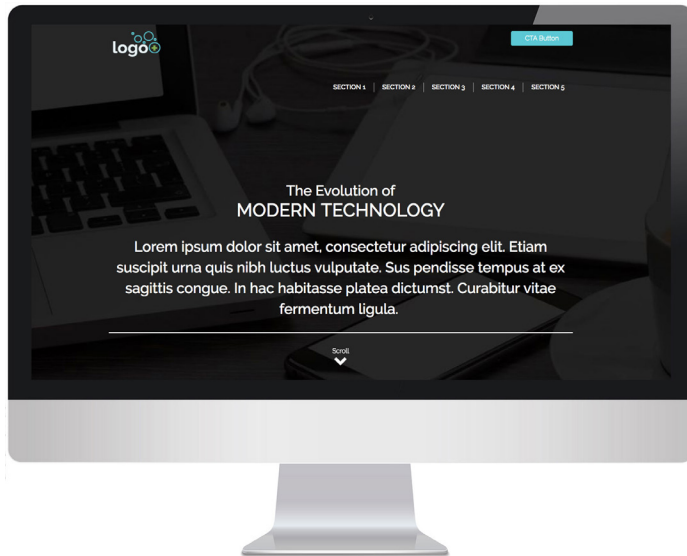 logo
CTA Button
SECTION 1 SECTION 2 SECTION 3 SECTION 4 SECTION 5
The Evolution of
MODERN TECHNOLOGY
Lorem ipsum dolor sit amet, consectetur adipiscing elit. Etiam
suscipit urna quis nibh luctus vulputate. Sus pendisse tempus at ex
sagittis congue. In hac habitasse platea dictumst. Curabitur vitae
fermentum ligula.
Scroll